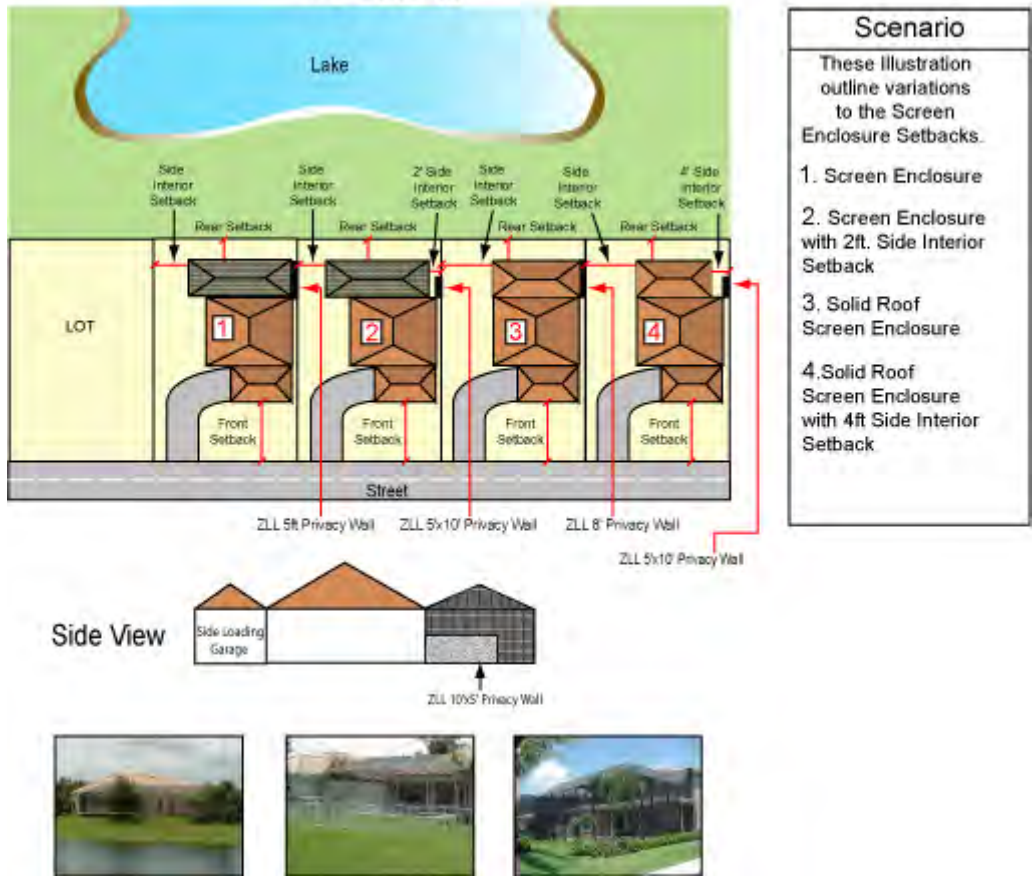 Lake
Side
Interior
Setback
Side
Interior
Setback
2' Side
Interior
Setback
Side
Interior
Setback
Side
Interior
Setback
4' Side
Interior
Setback
Rear Setback
Rear Setback
Rear Setback
Rear Setback
LOT
1
2
3
4
Front
Setback
Front
Setback
Front
Setback
Front
Setback
Street
ZLL 5ft Privacy Wall
ZLL 5'x10' Privacy Wall
ZLL 8' Privacy Wall
ZLL 5'x10' Privacy Wall
Side View
Side Loading
Garage
ZLL 10'X5' Privacy Wall
Scenario
These Illustration
outline variations
to the Screen
Enclosure Setbacks.
1. Screen Enclosure
2. Screen Enclosure
with 2ft. Side Interior
Setback
3. Solid Roof
Screen Enclosure
4.Solid Roof
Screen Enclosure
with 4ft Side Interior
Setback